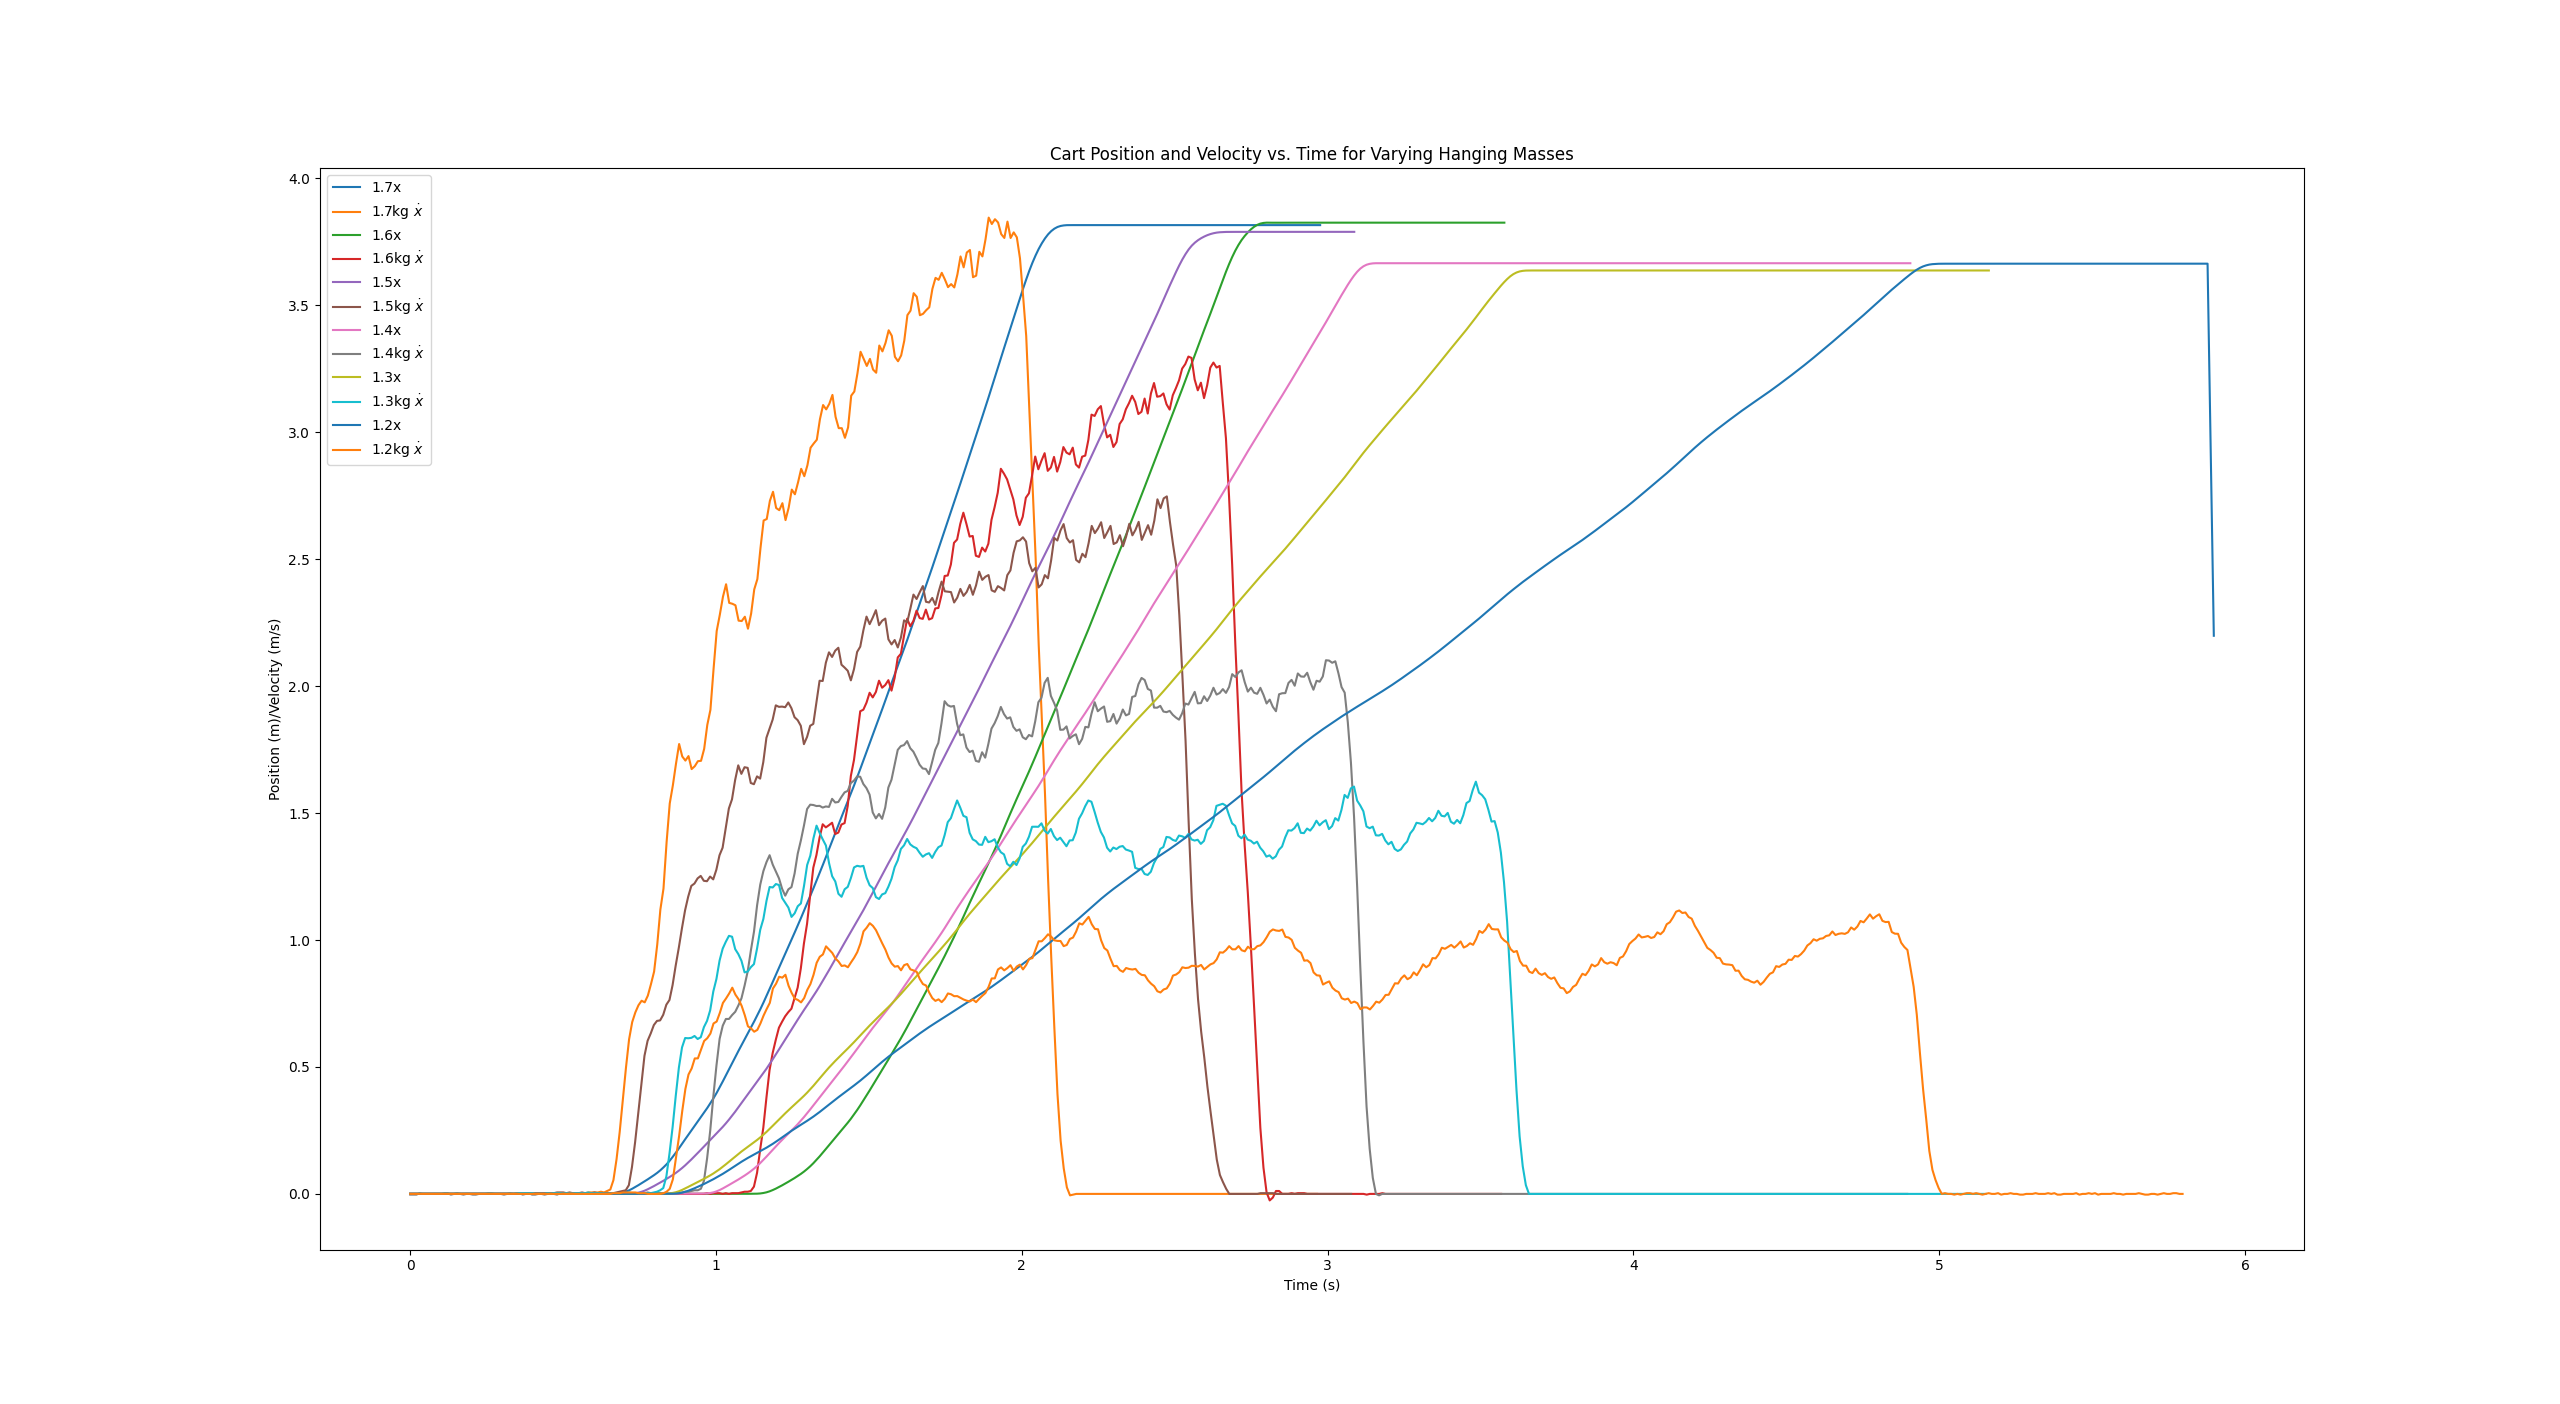 Cart Position and Velocity vs. Time for Varying Hanging Masses
1.7x
1.7kg ẋ
1.6x
1.6kg ẋ
1.5x
1.5kg ẋ
1.4x
1.4kg ẋ
1.3x
1.3kg ẋ
1.2x
1.2kg ẋ
Position (m)/Velocity (m/s)
4.0
3.5
3.0
2.5
2.0
1.5
1.0
0.5
0.0
0 1 2 3 4 5 6
Time (s)